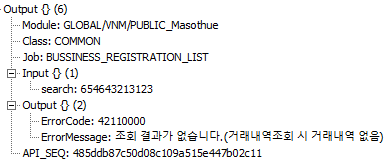 Output {} (6)
Module: GLOBAL/VNM/PUBLIC_Masothue
Class: COMMON
Job: BUSSINESS_REGISTRATION_LIST
Input {} (1)
search: 654643213123
Output {} (2)
ErrorCode: 42110000
ErrorMessage: 조회 결과가 없습니다.(거래내역조회 시 거래내역 없음)
API_SEQ: 485ddb87c50d08c109a515e447b02c11